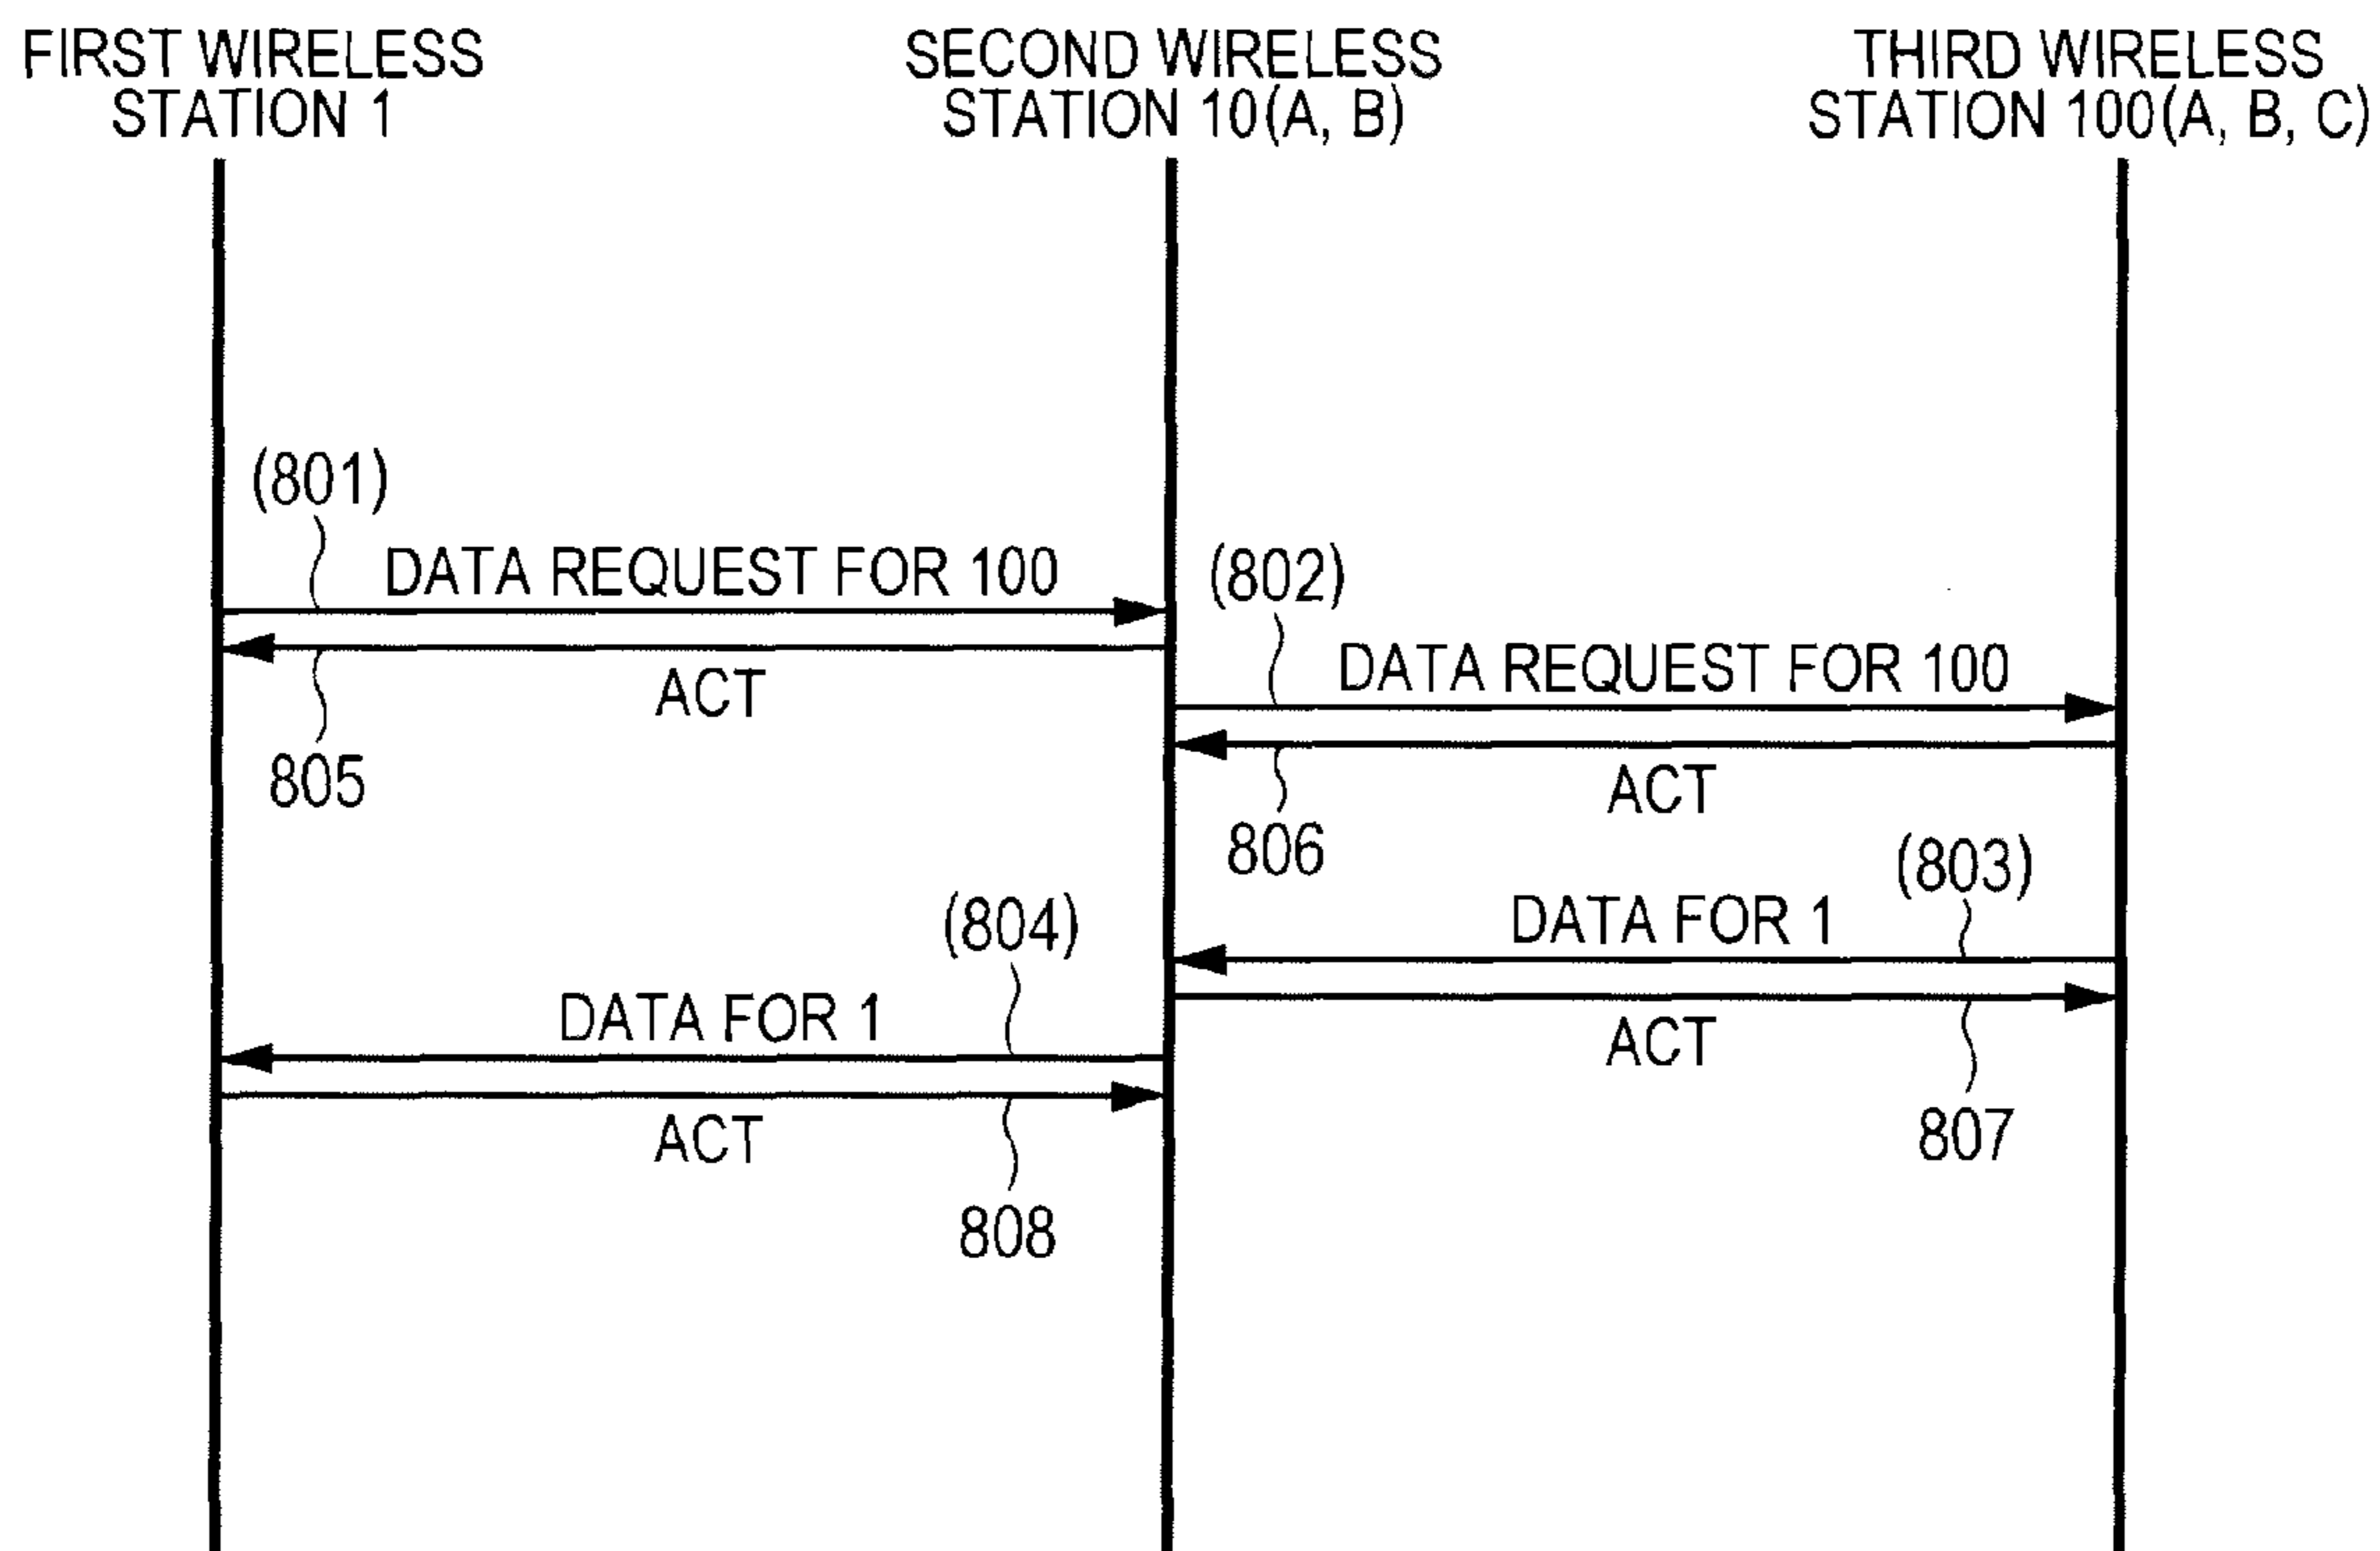 FIRST WIRELESS
STATION 1
SECOND WIRELESS
STATION 10(A, B)
THIRD WIRELESS
STATION 100(A, B, C)
(801)
DATA REQUEST FOR 100
(802)
ACT
DATA REQUEST FOR 100
805
ACT
806
(803)
(804)
DATA FOR 1
DATA FOR 1
ACT
ACT
807
808